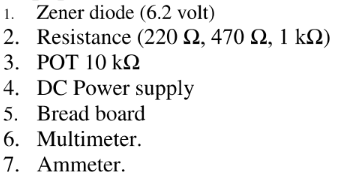 1. Zener diode (6.2 volt)
2. Resistance (220 Ω, 470 Ω, 1 kΩ)
3. POT 10 kΩ
4. DC Power supply
5. Bread board
6. Multimeter.
7. Ammeter.